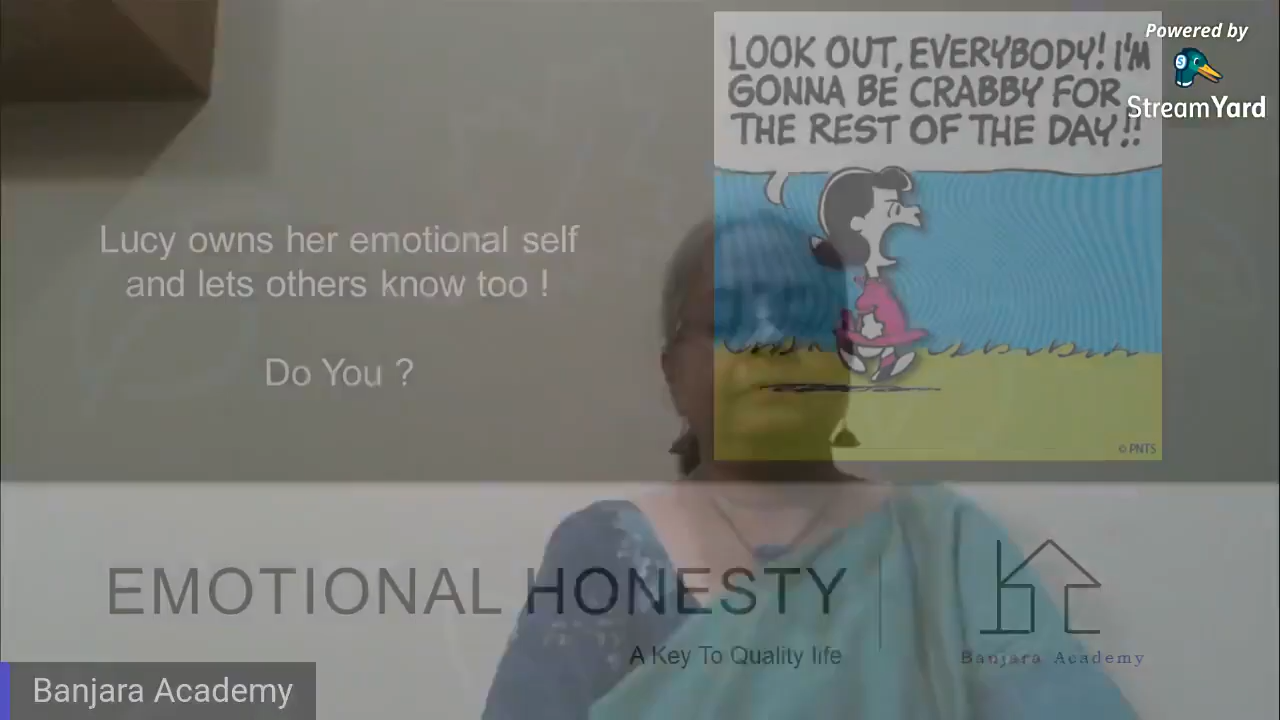 LOOK OUT, EVERYBODY! I'M
GONNA BE CRABBY FOR
THE REST OF THE DAY!!
Powered by
StreamYard
Lucy owns her emotional self
and lets others know too !
Do You ?
© PNTS
EMOTIONAL HONESTY
A Key To Quality life
Banjara Academy
Banjara Academy